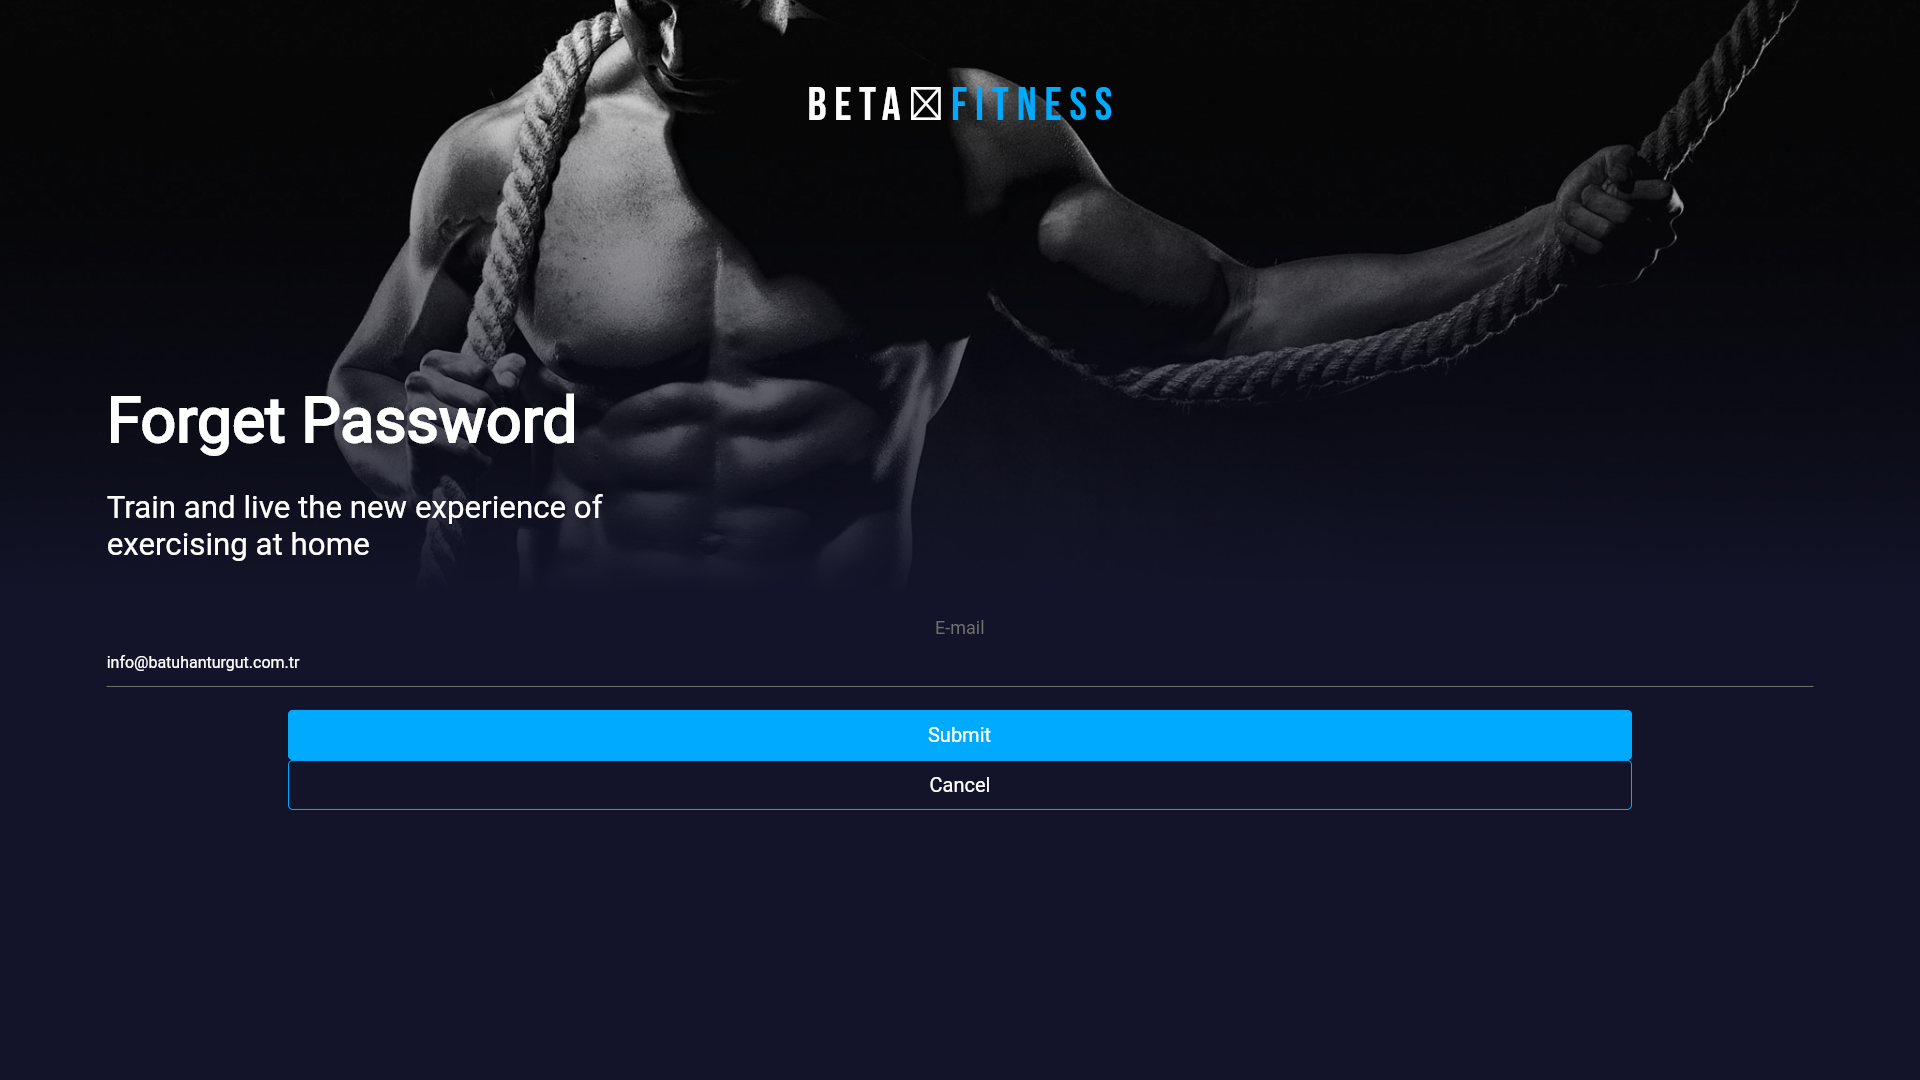 BETA FITNESS
Forget Password
Train and live the new experience of
exercising at home
E-mail
info@batuhanturgut.com.tr
Submit
Cancel